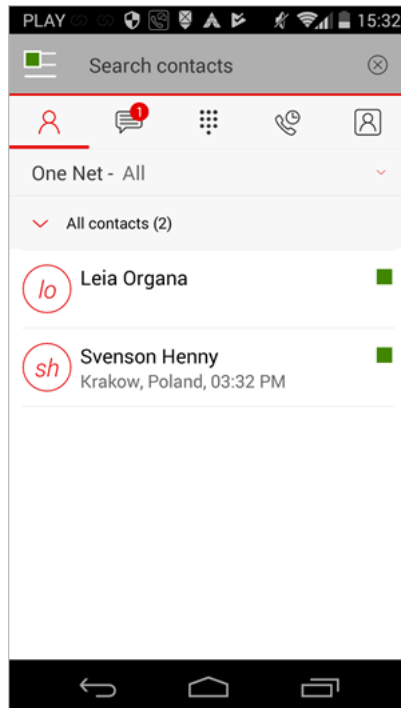 PLAY 15:32
Search contacts
1
One Net - All
All contacts (2)
lo Leia Organa
sh Svenson Henny
Krakow, Poland, 03:32 PM